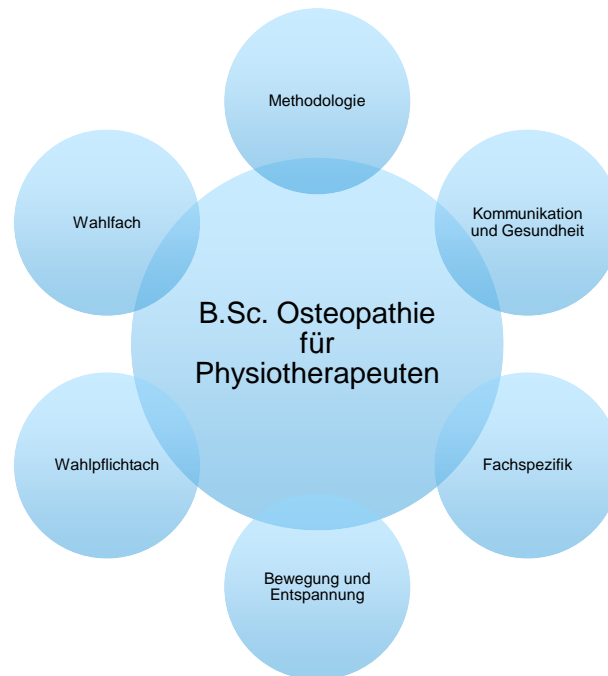 Methodologie
Wahlfach
Kommunikation
und Gesundheit
B.Sc. Osteopathie
für
Physiotherapeuten
Wahlpflichtach
Fachspezifik
Bewegung und
Entspannung